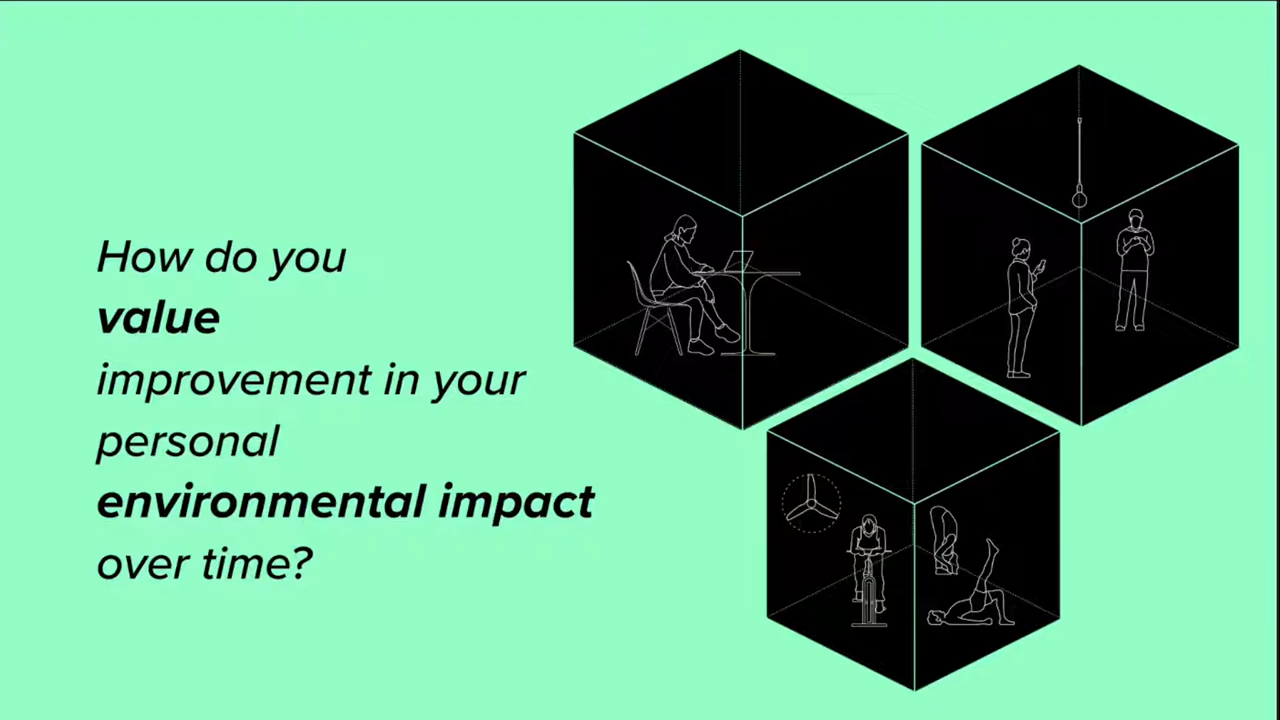 How do you
value
improvement in your
personal
environmental impact
over time?